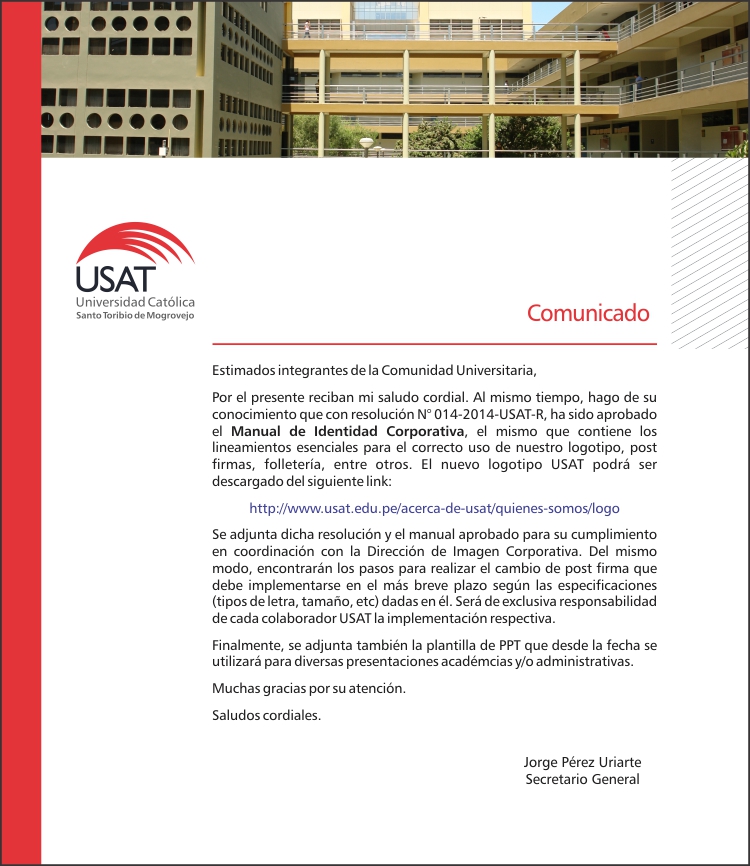 USAT
Universidad Católica
Santo Toribio de Mogrovejo
Comunicado
Estimados integrantes de la Comunidad Universitaria,
Por el presente reciban mi saludo cordial. Al mismo tiempo, hago de su
conocimiento que con resolución N° 014-2014-USAT-R, ha sido aprobado
el Manual de Identidad Corporativa, el mismo que contiene los
lineamientos esenciales para el correcto uso de nuestro logotipo, post
firmas, folletería, entre otros. El nuevo logotipo USAT podrá ser
descargado del siguiente link:
http://www.usat.edu.pe/acerca-de-usat/quienes-somos/logo
Se adjunta dicha resolución y el manual aprobado para su cumplimiento
en coordinación con la Dirección de Imagen Corporativa. Del mismo
modo, encontrarán los pasos para realizar el cambio de post firma que
debe implementarse en el más breve plazo según las especificaciones
(tipos de letra, tamaño, etc) dadas en él. Será de exclusiva responsabilidad
de cada colaborador USAT la implementación respectiva.
Finalmente, se adjunta también la plantilla de PPT que desde la fecha se
utilizará para diversas presentaciones académcias y/o administrativas.
Muchas gracias por su atención.
Saludos cordiales.
Jorge Pérez Uriarte
Secretario General